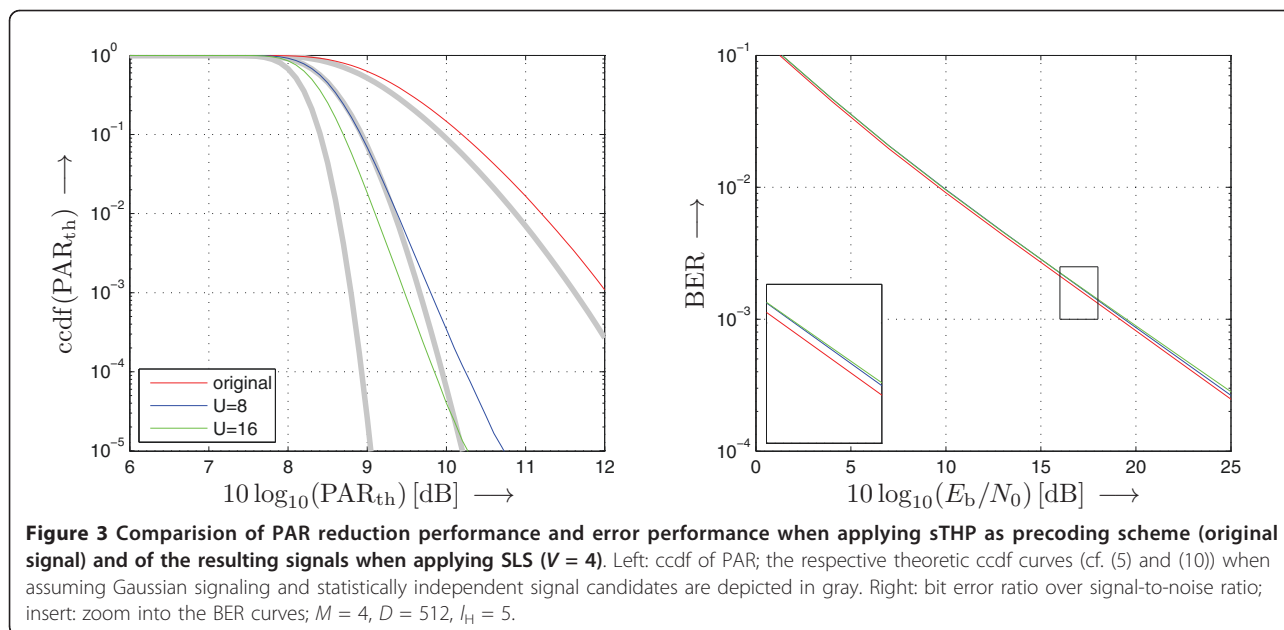 10^0
10^-1
10^-2
10^-3
10^-4
10^-5
ccdf(PAR_th) ⟶
original
U=8
U=16
6 7 8 9 10 11 12
10 log_10(PAR_th) [dB] ⟶
10^-1
10^-2
10^-3
10^-4
BER ⟶
0 5 10 15 20 25
10 log_10(E_b/N_0) [dB] ⟶
Figure 3 Comparision of PAR reduction performance and error performance when applying sTHP as precoding scheme (original
signal) and of the resulting signals when applying SLS (V = 4). Left: ccdf of PAR; the respective theoretic ccdf curves (cf. (5) and (10)) when
assuming Gaussian signaling and statistically independent signal candidates are depicted in gray. Right: bit error ratio over signal-to-noise ratio;
insert: zoom into the BER curves; M = 4, D = 512, l_H = 5.